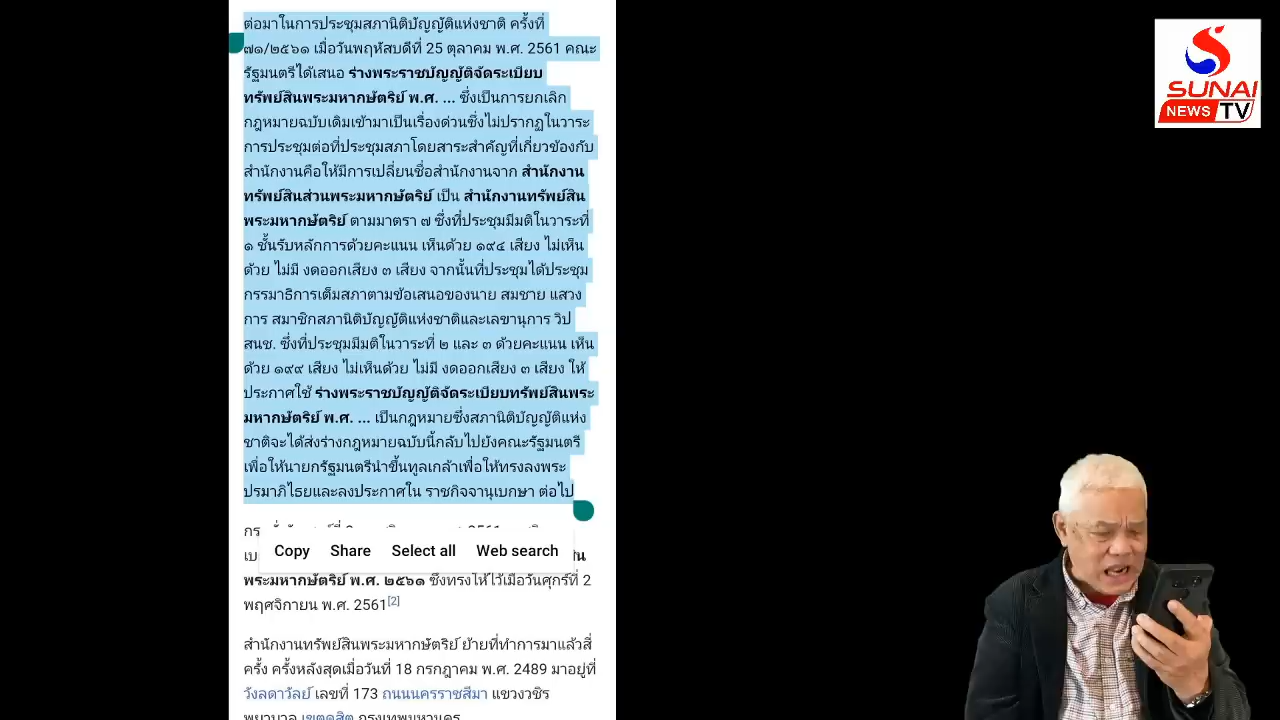 ต่อมาในการประชุมสภานิติบัญญัติแห่งชาติ ครั้งที่
๗๑/๒๕๖๑ เมื่อวันพฤหัสบดีที่ 25 ตุลาคม พ.ศ. 2561 คณะ
รัฐมนตรีได้เสนอ ร่างพระราชบัญญัติจัดระเบียบ
ทรัพย์สินพระมหากษัตริย์ พ.ศ. ... ซึ่งเป็นการยกเลิก
กฎหมายฉบับเดิมเข้ามาเป็นเรื่องด่วนซึ่งไม่ปรากฏในวาระ
การประชุมต่อที่ประชุมสภาโดยสาระสำคัญที่เกี่ยวข้องกับ
สำนักงานคือให้มีการเปลี่ยนชื่อสำนักงานจาก สำนักงาน
ทรัพย์สินส่วนพระมหากษัตริย์ เป็น สำนักงานทรัพย์สิน
พระมหากษัตริย์ ตามมาตรา ๗ ซึ่งที่ประชุมมีมติในวาระที่
๑ ชั้นรับหลักการด้วยคะแนน เห็นด้วย ๑๙๔ เสียง ไม่เห็น
ด้วย ไม่มี งดออกเสียง ๓ เสียง จากนั้นที่ประชุมได้ประชุม
กรรมาธิการเต็มสภาตามข้อเสนอของนาย สมชาย แสวง
การ สมาชิกสภานิติบัญญัติแห่งชาติและเลขานุการ วิป
สนช. ซึ่งที่ประชุมมีมติในวาระที่ ๒ และ ๓ ด้วยคะแนน เห็น
ด้วย ๑๙๙ เสียง ไม่เห็นด้วย ไม่มี งดออกเสียง ๓ เสียง ให้
ประกาศใช้ ร่างพระราชบัญญัติจัดระเบียบทรัพย์สินพระ
มหากษัตริย์ พ.ศ. ... เป็นกฎหมายซึ่งสภานิติบัญญัติแห่ง
ชาติจะได้ส่งร่างกฎหมายฉบับนี้กลับไปยังคณะรัฐมนตรี
เพื่อให้นายกรัฐมนตรีนำขึ้นทูลเกล้าเพื่อให้ทรงลงพระ
ปรมาภิไธยและลงประกาศใน ราชกิจจานุเบกษา ต่อไป
Copy Share Select all Web search
พระมหากษัตริย์ พ.ศ. ๒๕๖๑ ซึ่งทรงให้ไว้เมื่อวันศุกร์ที่ 2
พฤศจิกายน พ.ศ. 2561[2]
สำนักงานทรัพย์สินพระมหากษัตริย์ ย้ายที่ทำการมาแล้วสี่
ครั้ง ครั้งหลังสุดเมื่อวันที่ 18 กรกฎาคม พ.ศ. 2489 มาอยู่ที่
วังลดาวัลย์ เลขที่ 173 ถนนนครราชสีมา แขวงวชิร
พยาบาล เขตดุสิต กรุงเทพมหานคร
SUNAI
NEWS TV